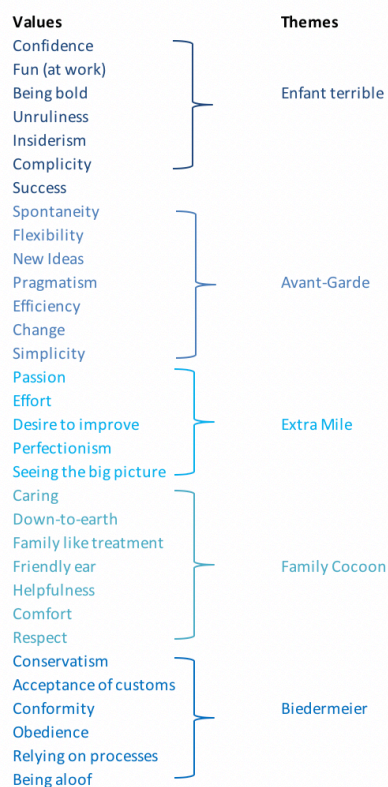 Values Themes
Confidence
Fun (at work)
Being bold Enfant terrible
Unruliness
Insiderism
Complicity
Success
Spontaneity
Flexibility
New Ideas
Pragmatism Avant-Garde
Efficiency
Change
Simplicity
Passion
Effort
Desire to improve Extra Mile
Perfectionism
Seeing the big picture
Caring
Down-to-earth
Family like treatment
Friendly ear Family Cocoon
Helpfulness
Comfort
Respect
Conservatism
Acceptance of customs
Conformity Biedermeier
Obedience
Relying on processes
Being aloof